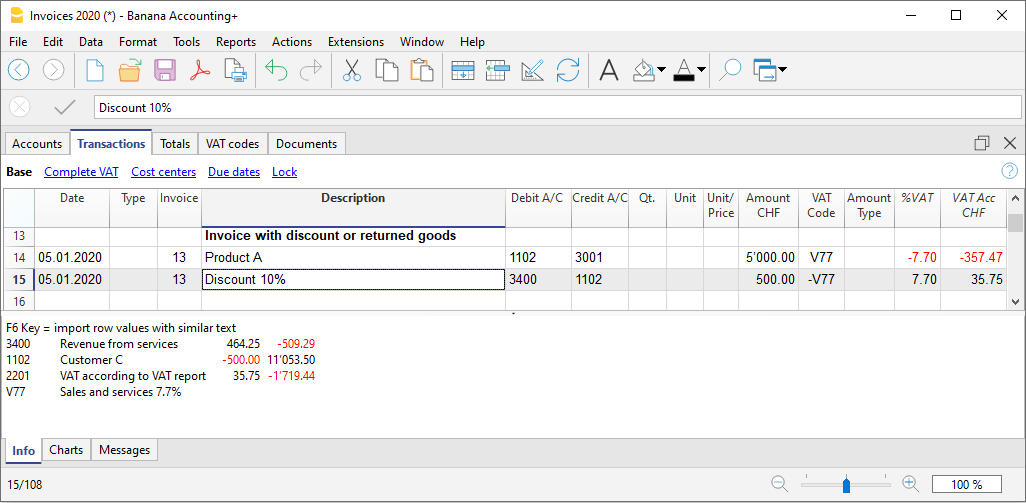 Invoices 2020 (*) - Banana Accounting+
File Edit Data Format Tools Reports Actions Extensions Window Help
Discount 10%
Accounts Transactions Totals VAT codes Documents
Base Complete VAT Cost centers Due dates Lock
Date Type Invoice Description Debit A/C Credit A/C Qt. Unit Unit/ Price Amount CHF VAT Code Amount Type %VAT VAT Acc CHF
13 Invoice with discount or returned goods
14 05.01.2020 13 Product A 1102 3001 5'000.00 V77 -7.70 -357.47
15 05.01.2020 13 Discount 10% 3400 1102 500.00 -V77 7.70 35.75
16
F6 Key = import row values with similar text
3400 Revenue from services 464.25 -509.29
1102 Customer C -500.00 11'053.50
2201 VAT according to VAT report 35.75 -1'719.44
V77 Sales and services 7.7%
Info Charts Messages
15/108 100 %